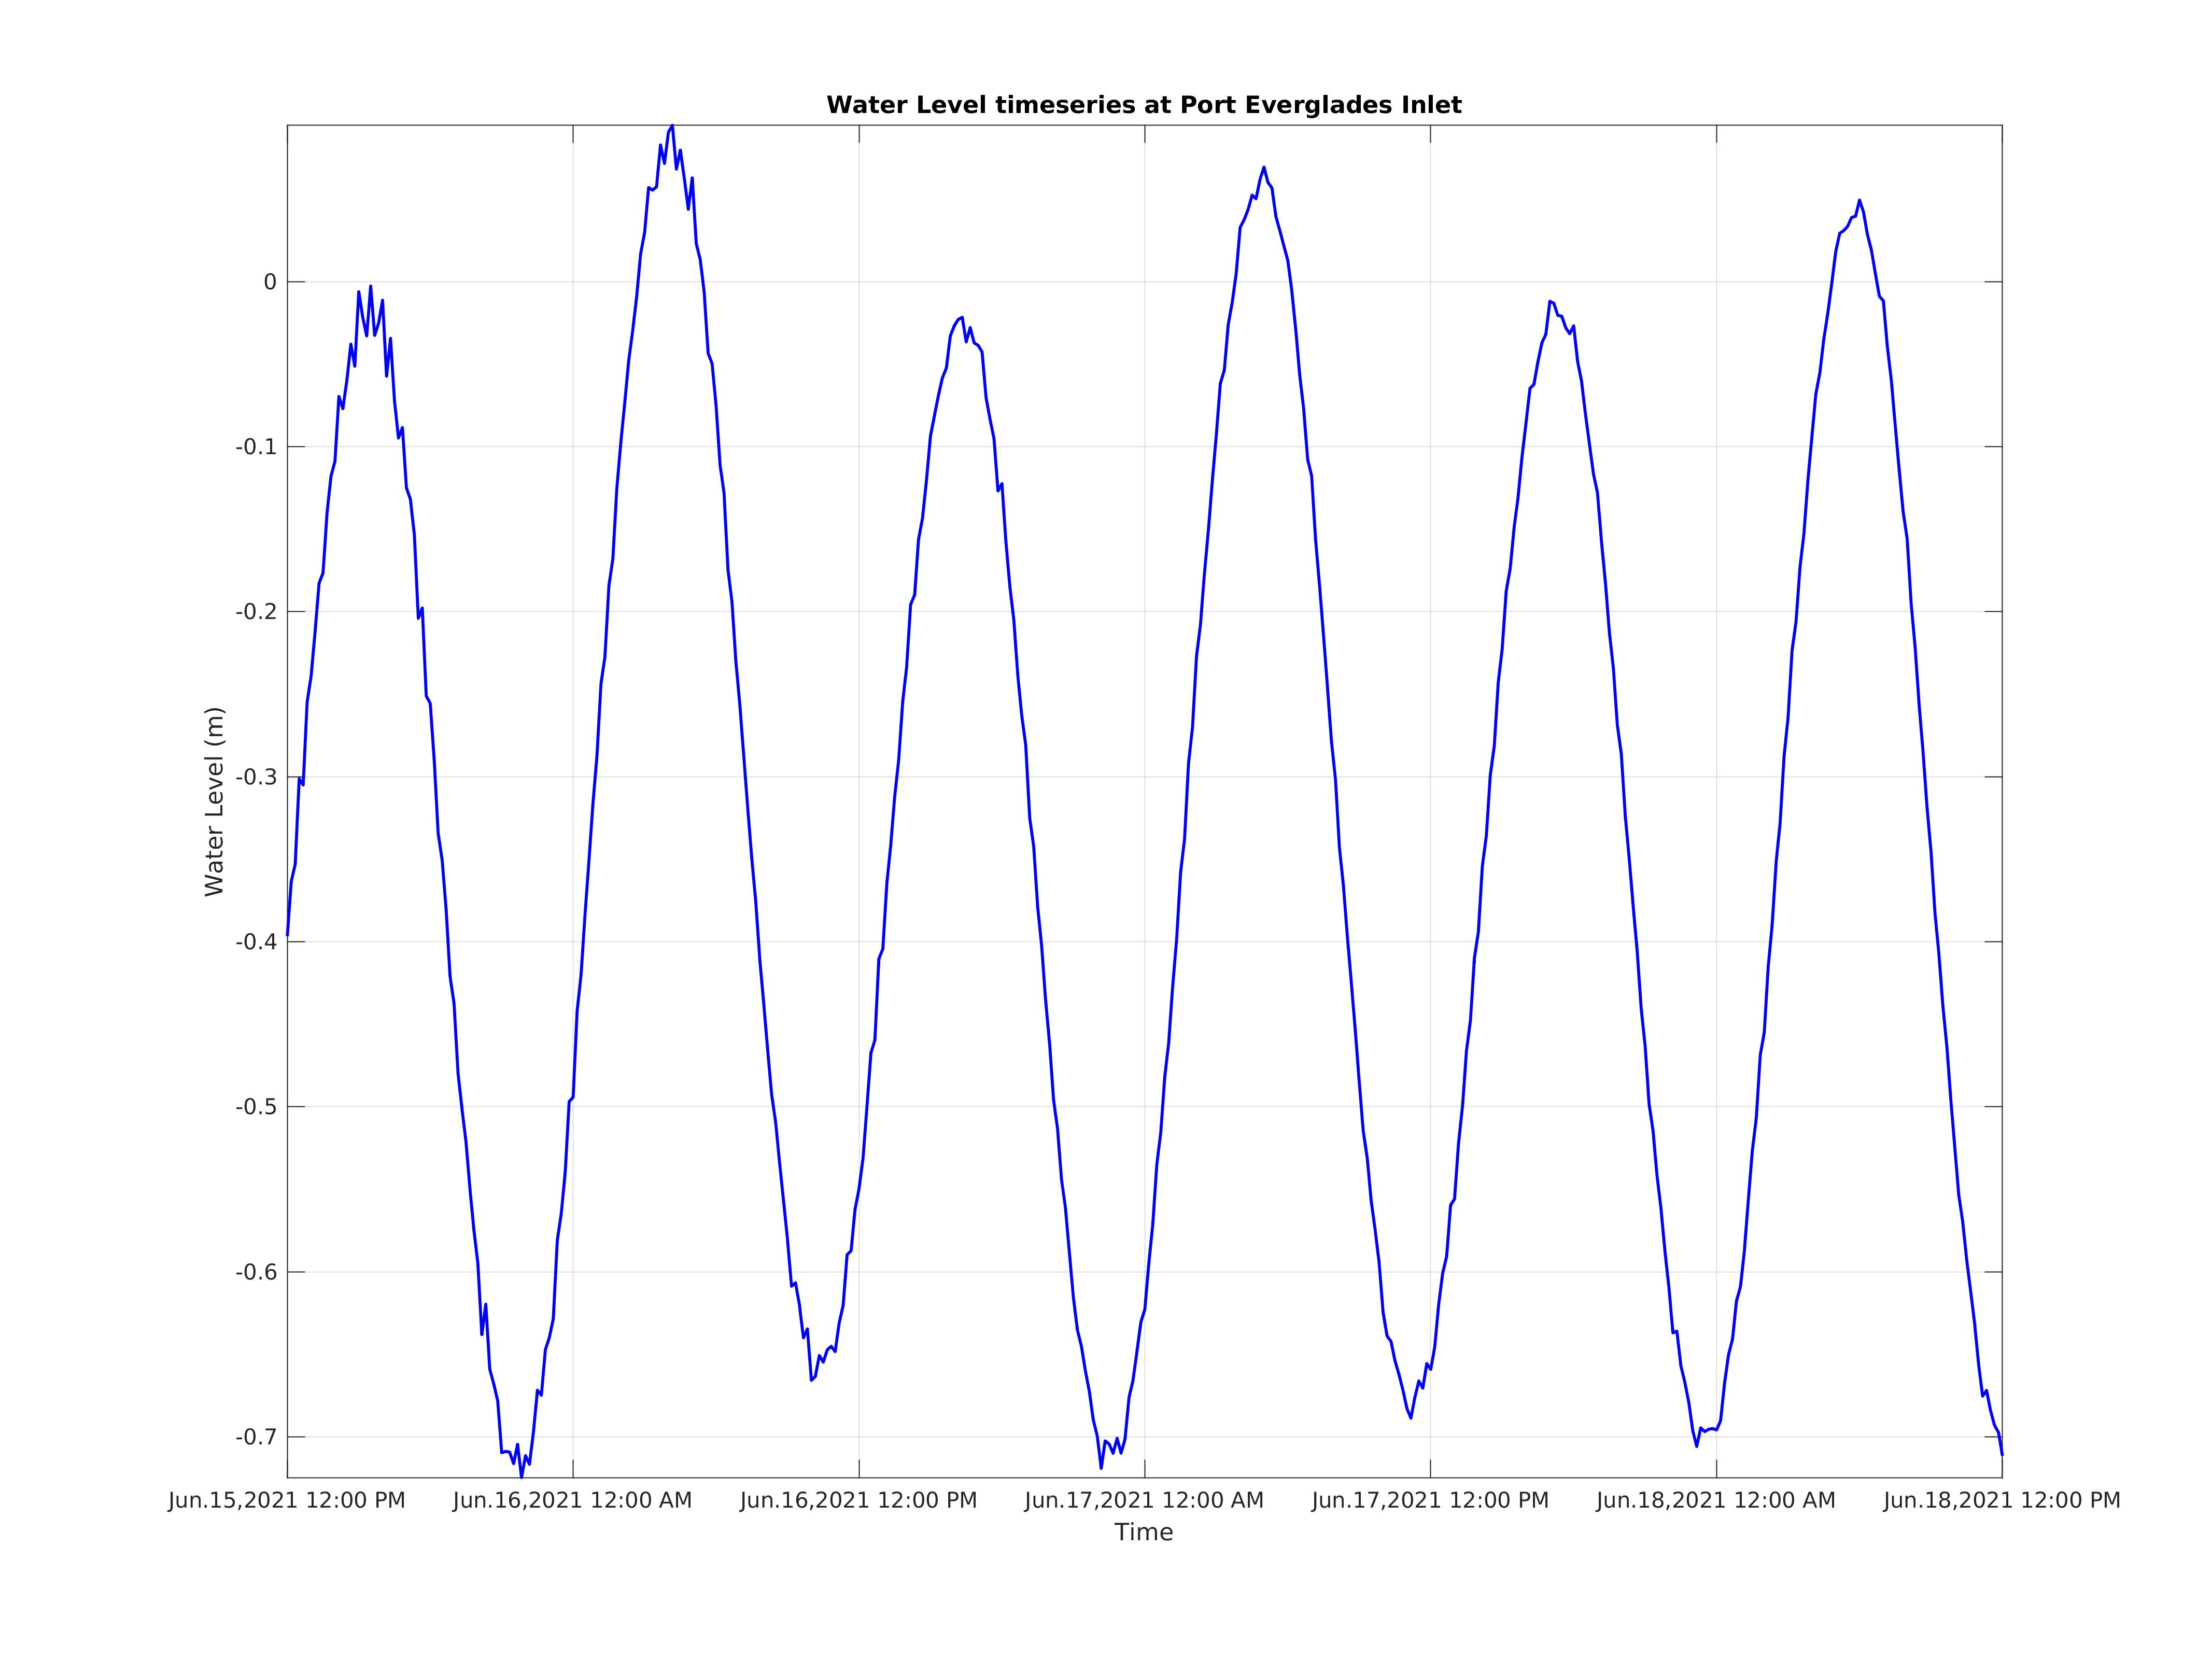 Water Level timeseries at Port Everglades Inlet
0
-0.1
-0.2
-0.3
-0.4
-0.5
-0.6
-0.7
Water Level (m)
Jun.15,2021 12:00 PM
Jun.16,2021 12:00 AM
Jun.16,2021 12:00 PM
Jun.17,2021 12:00 AM
Jun.17,2021 12:00 PM
Jun.18,2021 12:00 AM
Jun.18,2021 12:00 PM
Time